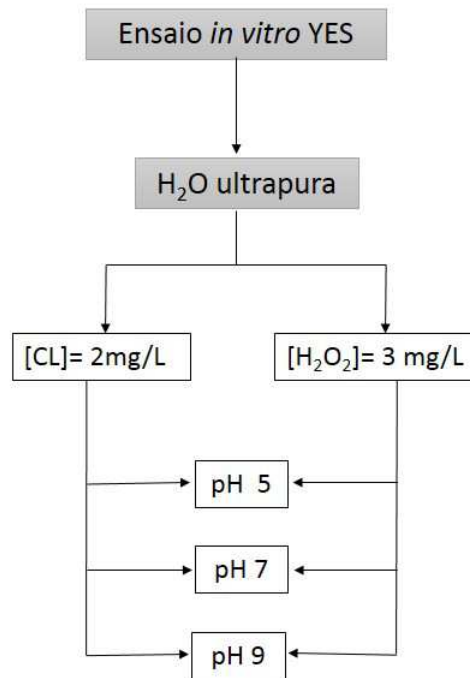 Ensaio in vitro YES
H₂O ultrapura
[CL]= 2mg/L
[H₂O₂]= 3 mg/L
pH 5
pH 7
pH 9